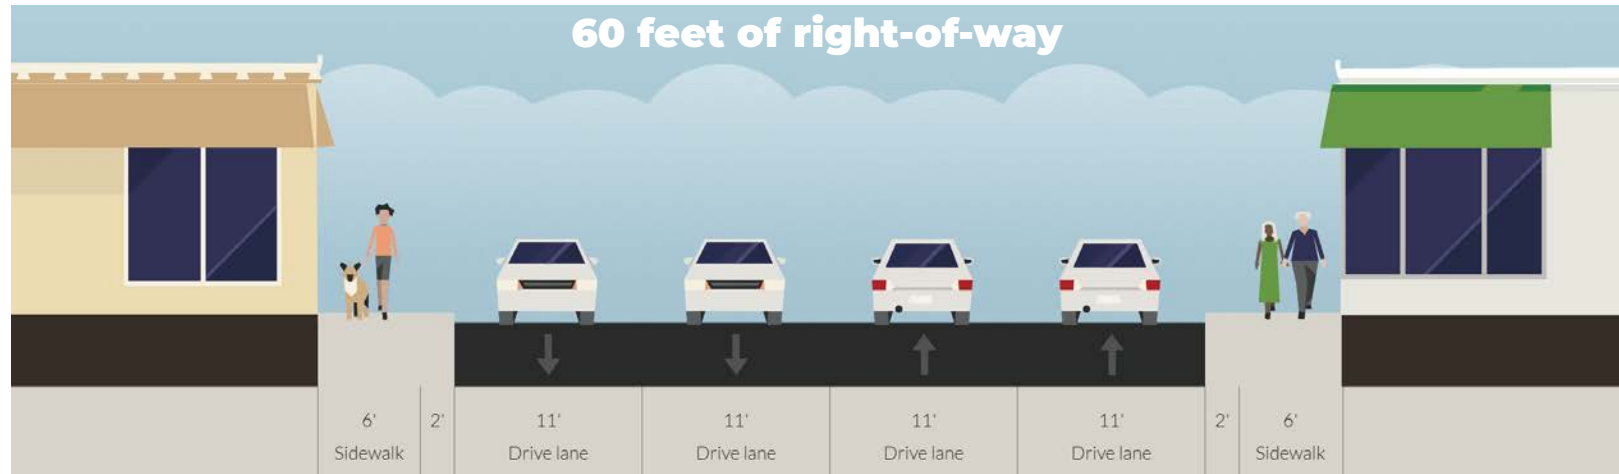 60 feet of right-of-way
6' 2' 11' 11' 11' 11' 2' 6'
Sidewalk Drive lane Drive lane Drive lane Drive lane Sidewalk